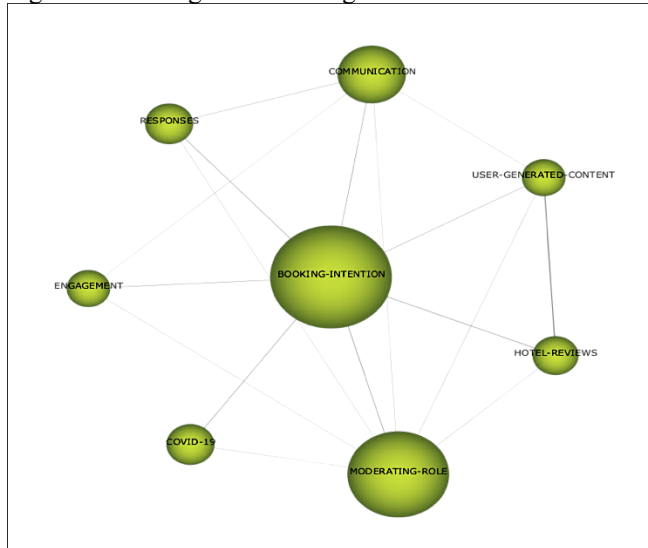 COMMUNICATION
RESPONSES
USER-GENERATED-CONTENT
BOOKING-INTENTION
ENGAGEMENT
HOTEL-REVIEWS
COVID-19
MODERATING-ROLE